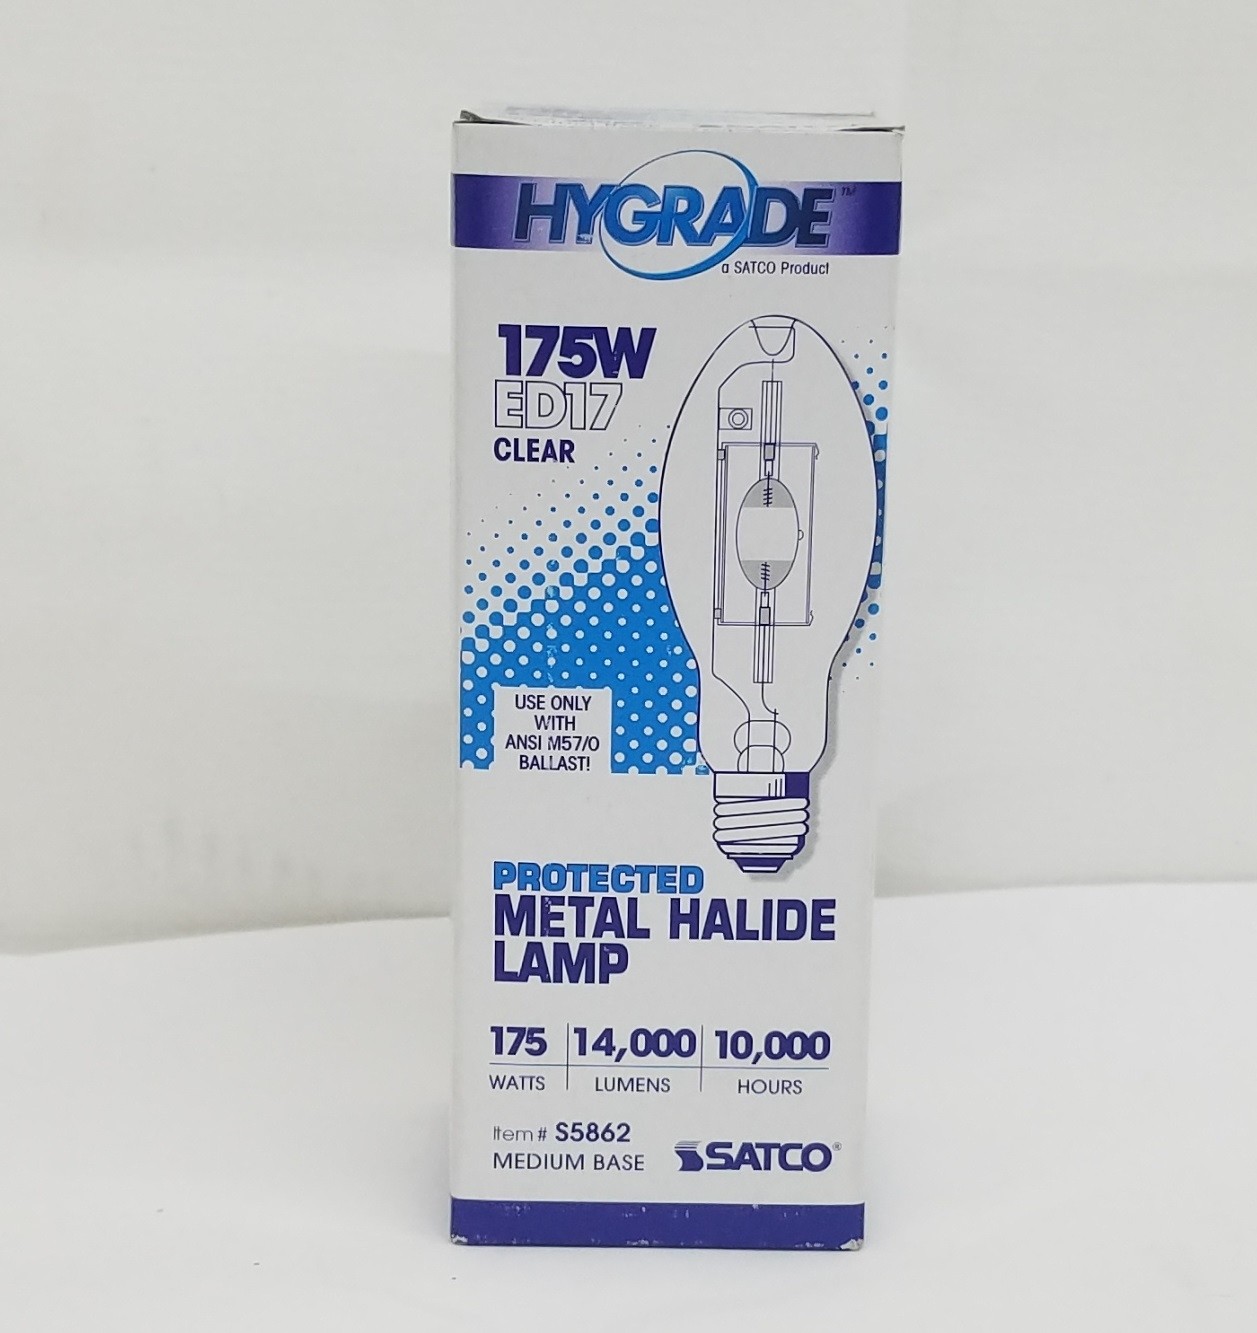 HYGRADE™
a SATCO Product
175W
ED17
CLEAR
USE ONLY
WITH
ANSI M57/O
BALLAST!
PROTECTED
METAL HALIDE
LAMP
175 14,000 10,000
WATTS LUMENS HOURS
Item # S5862
MEDIUM BASE
SATCO®